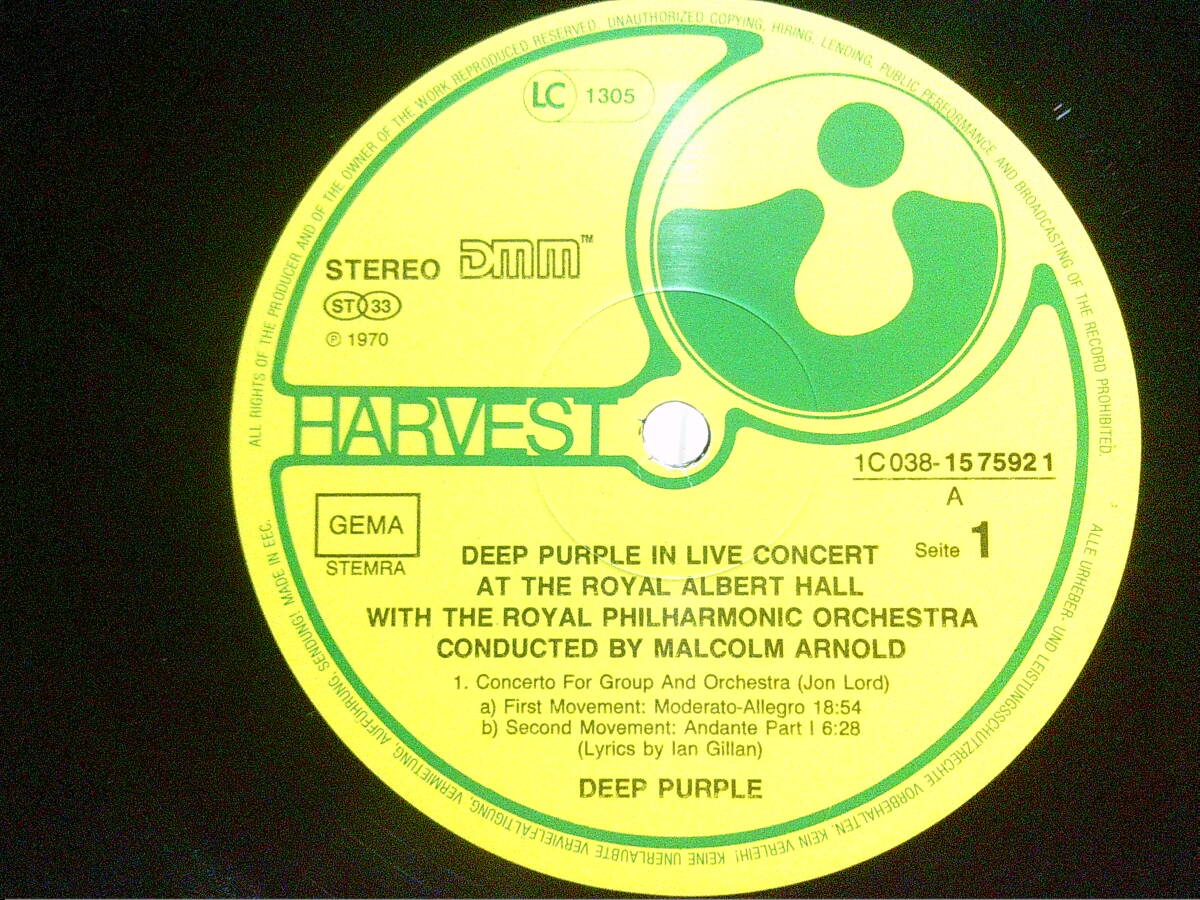 ALL RIGHTS OF THE PRODUCER AND OF THE OWNER OF THE WORK REPRODUCED RESERVED. UNAUTHORIZED COPYING, HIRING, LENDING, PUBLIC PERFORMANCE AND BROADCASTING OF THE RECORD PROHIBITED.
LC 1305
STEREO DMM™
ST 33
℗ 1970
HARVEST
1C 038-15 7592 1
A
Seite 1
GEMA
STEMRA
DEEP PURPLE IN LIVE CONCERT
AT THE ROYAL ALBERT HALL
WITH THE ROYAL PHILHARMONIC ORCHESTRA
CONDUCTED BY MALCOLM ARNOLD
1. Concerto For Group And Orchestra (Jon Lord)
a) First Movement: Moderato-Allegro 18:54
b) Second Movement: Andante Part I 6:28
(Lyrics by Ian Gillan)
DEEP PURPLE
ALLE URHEBER- UND LEISTUNGSSCHUTZRECHTE VORBEHALTEN. KEIN VERLEIH! KEINE UNERLAUBTE VERVIELFÄLTIGUNG, VERMIETUNG, AUFFÜHRUNG, SENDUNG! MADE IN EEC.